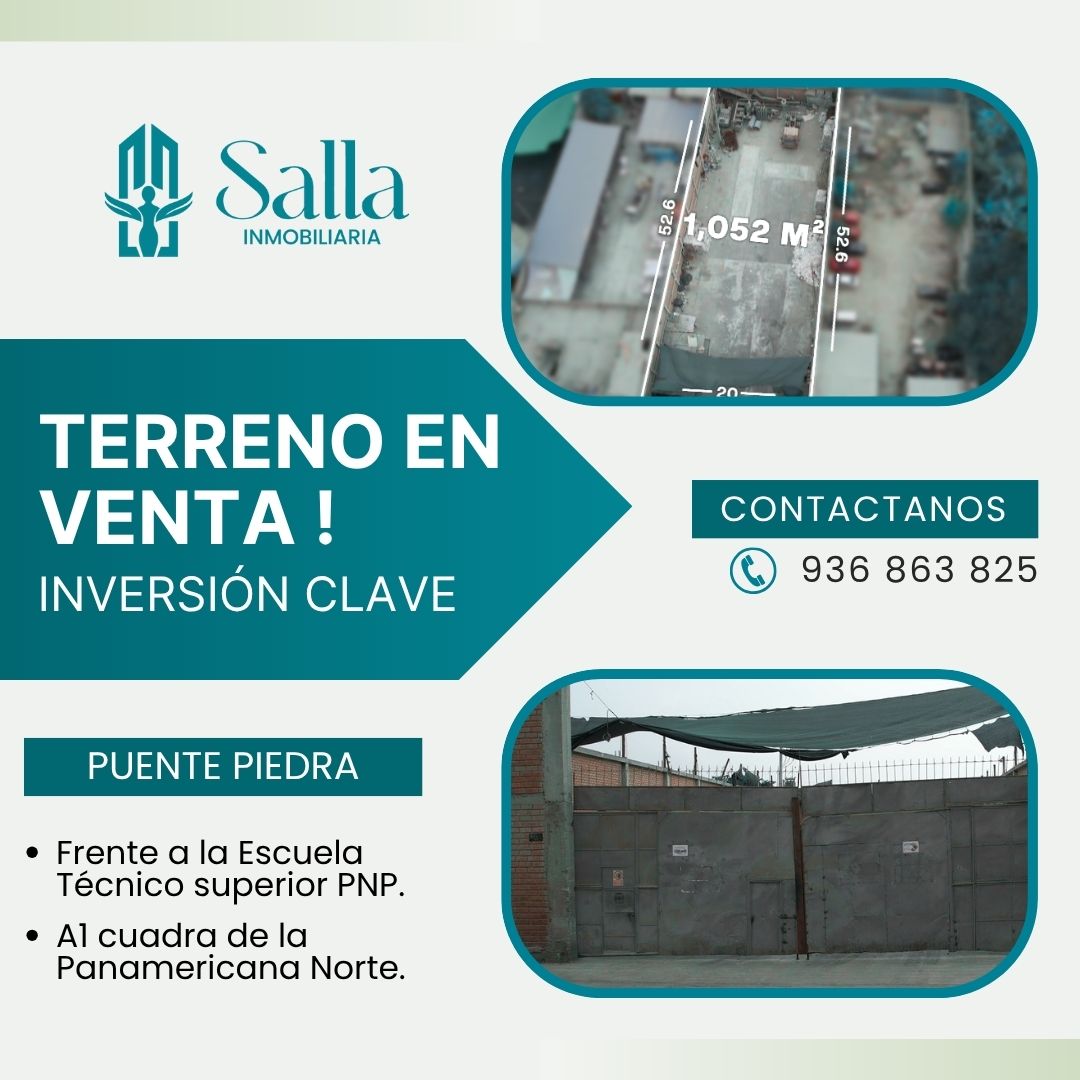 Salla
INMOBILIARIA
52.6
1,052 M²
52.6
20
TERRENO EN
VENTA !
INVERSIÓN CLAVE
CONTACTANOS
936 863 825
PUENTE PIEDRA
• Frente a la Escuela
Técnico superior PNP.
• A1 cuadra de la
Panamericana Norte.